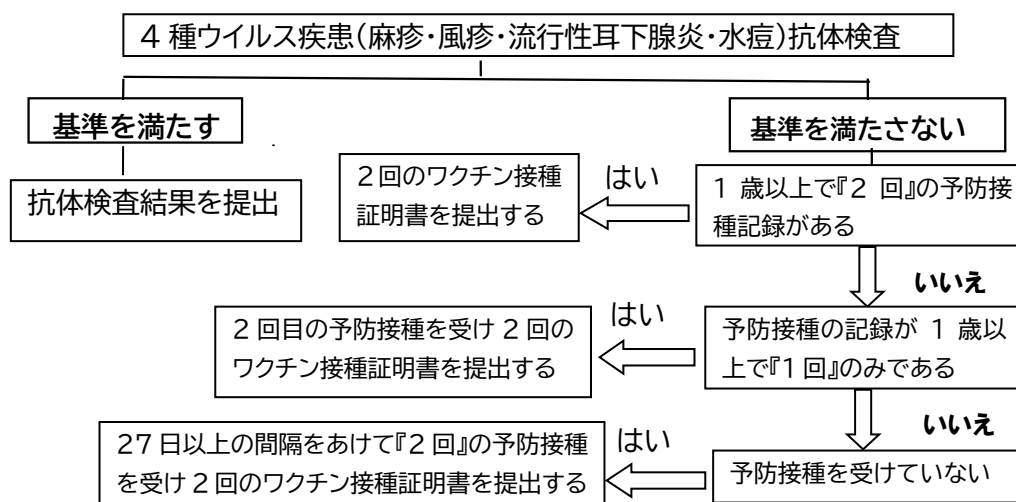 4種ウイルス疾患(麻疹・風疹・流行性耳下腺炎・水痘)抗体検査
基準を満たす
基準を満たさない
抗体検査結果を提出
2回のワクチン接種
証明書を提出する
はい
1歳以上で『2回』の予防接
種記録がある
いいえ
2回目の予防接種を受け2回の
ワクチン接種証明書を提出する
はい
予防接種の記録が1歳以
上で『1回』のみである
いいえ
27日以上の間隔をあけて『2回』の予防接種
を受け2回のワクチン接種証明書を提出する
はい
予防接種を受けていない